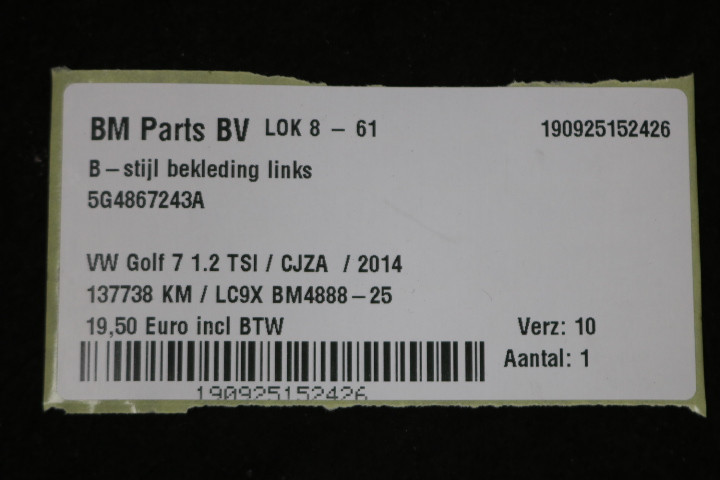 BM Parts BV LOK 8 – 61 190925152426
B–stijl bekleding links
5G4867243A
VW Golf 7 1.2 TSI / CJZA / 2014
137738 KM / LC9X BM4888–25
19,50 Euro incl BTW Verz: 10
Aantal: 1
190925152426